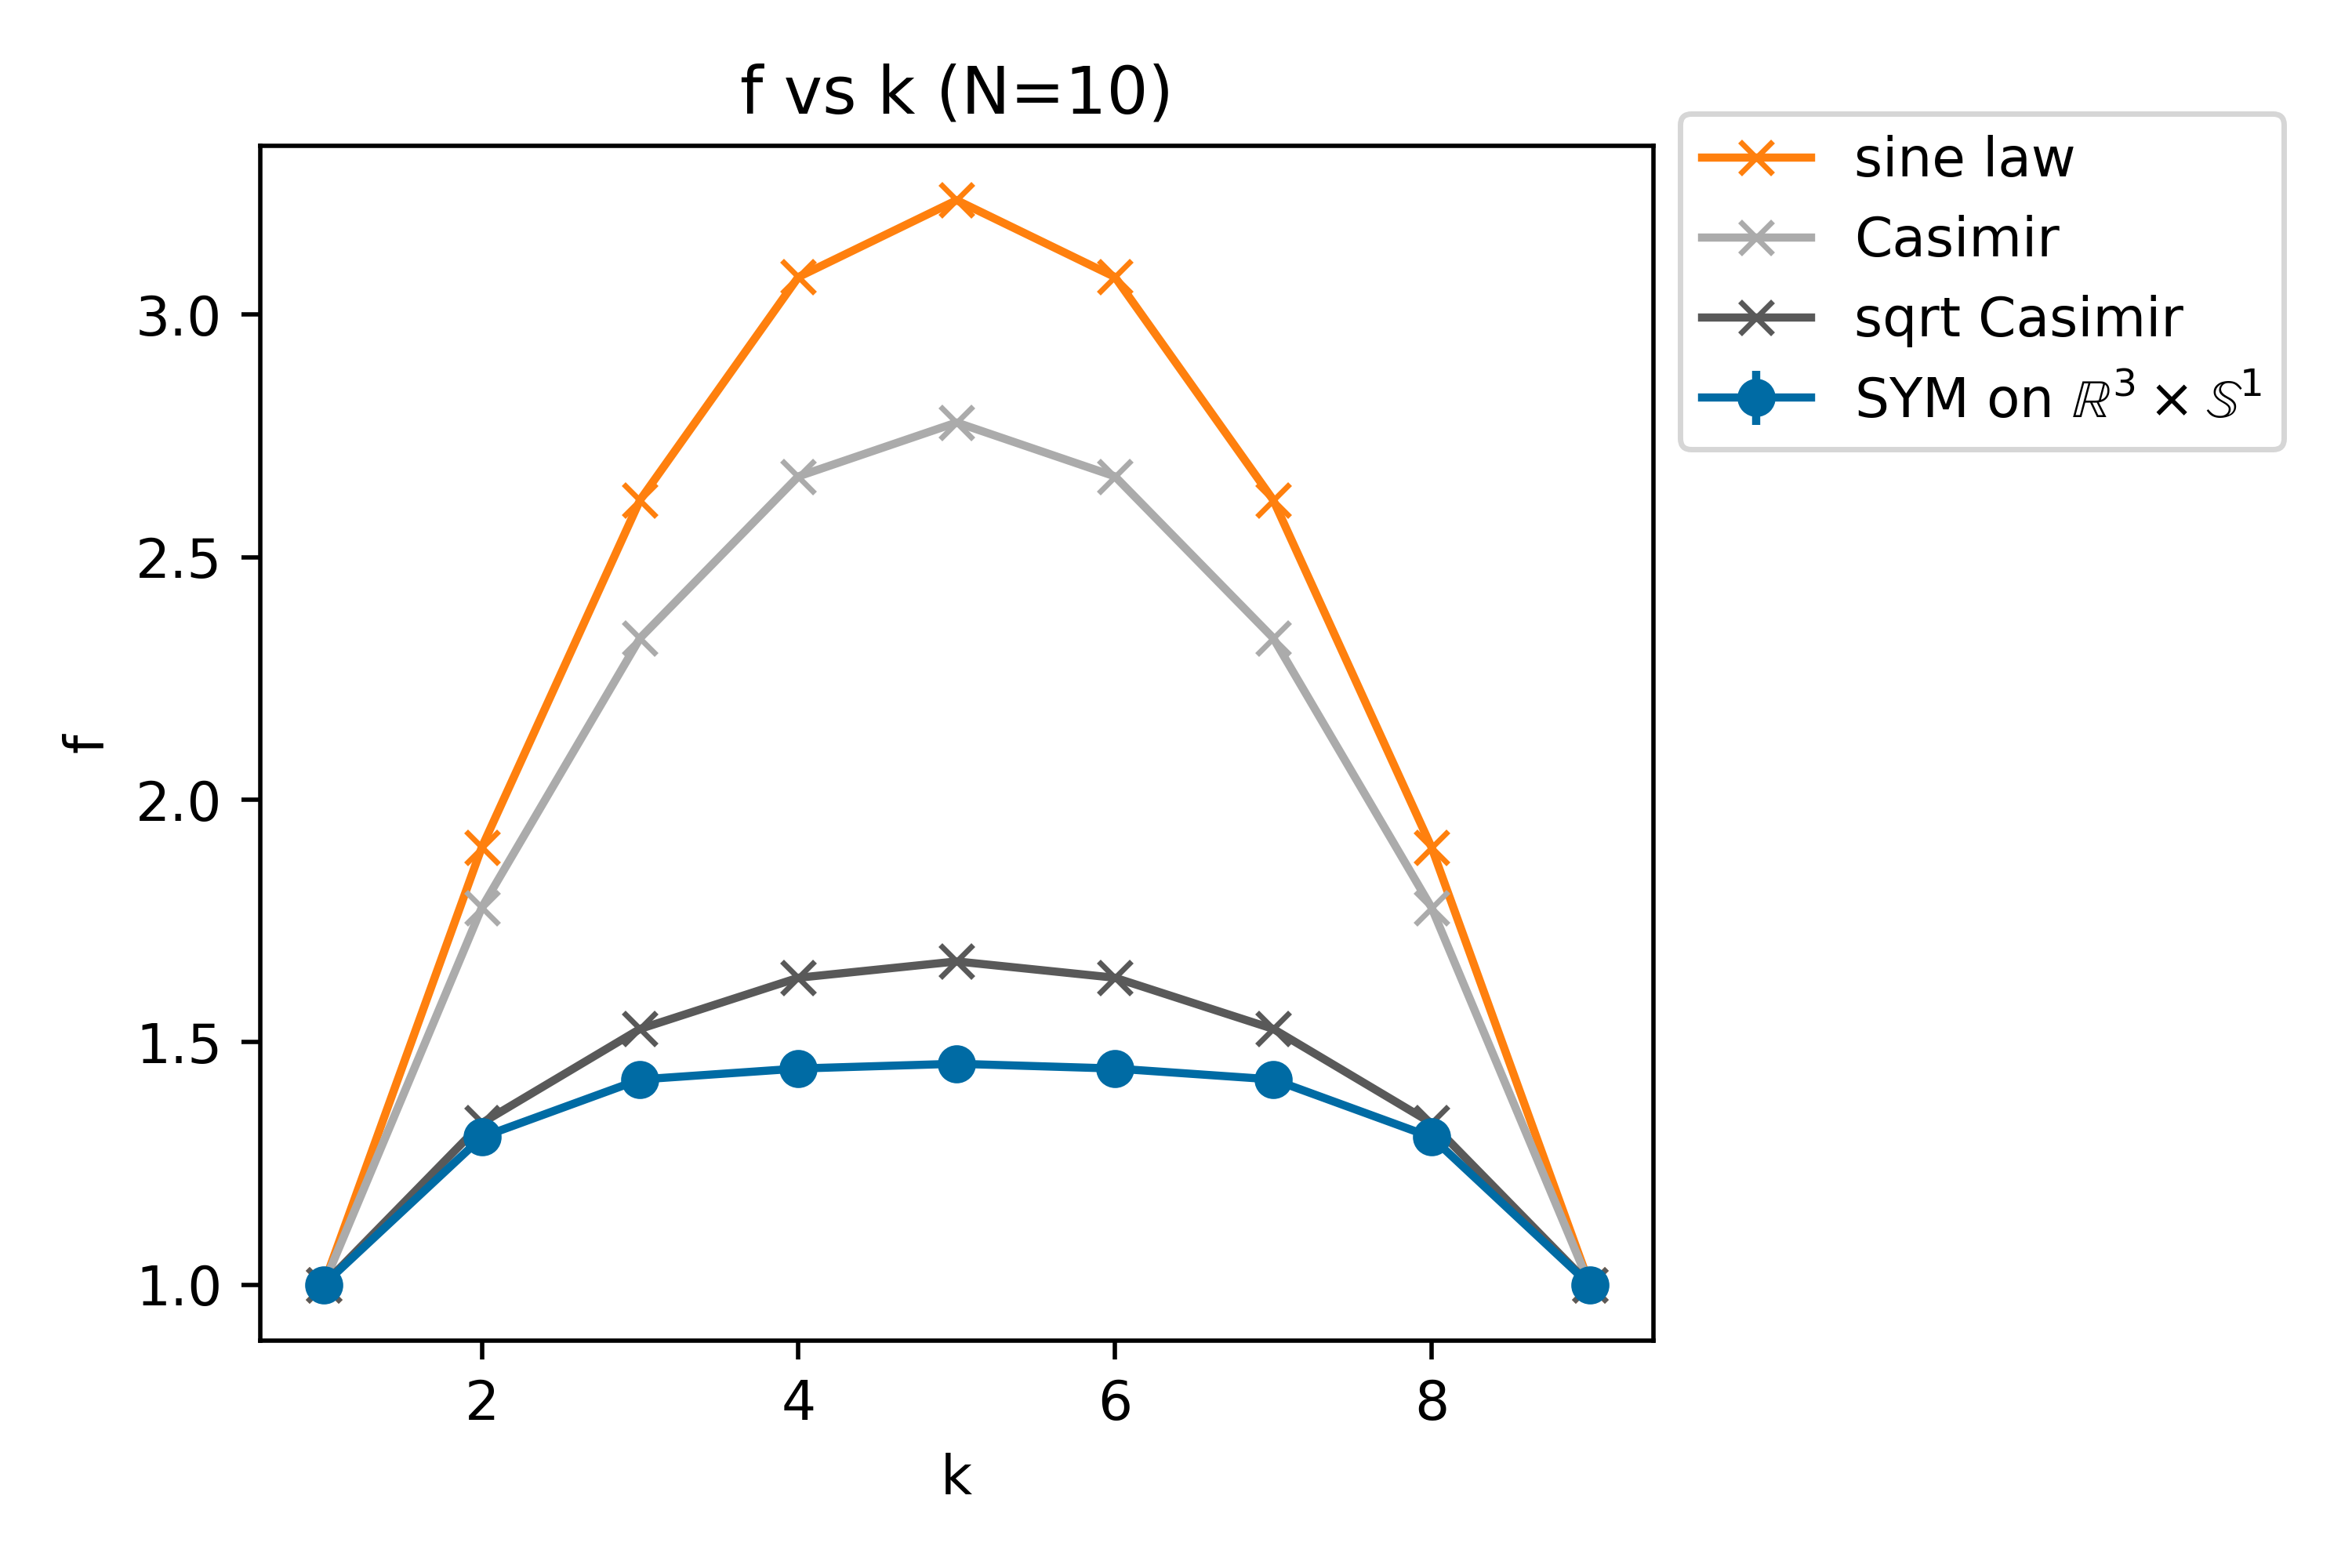 f vs k (N=10)
sine law
Casimir
sqrt Casimir
SYM on ℝ³ × 𝕊¹
3.0
2.5
2.0
1.5
1.0
f
2 4 6 8
k